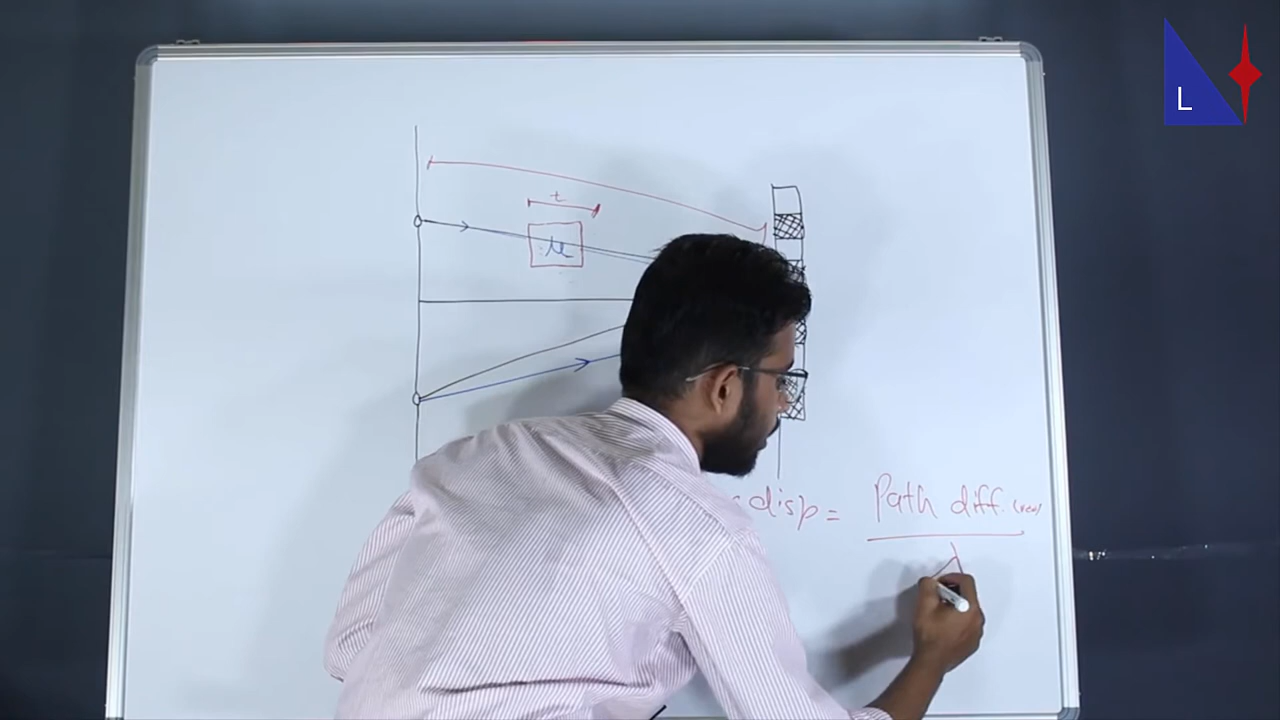 L
t
μ
disp = Path diff. (new)
λ